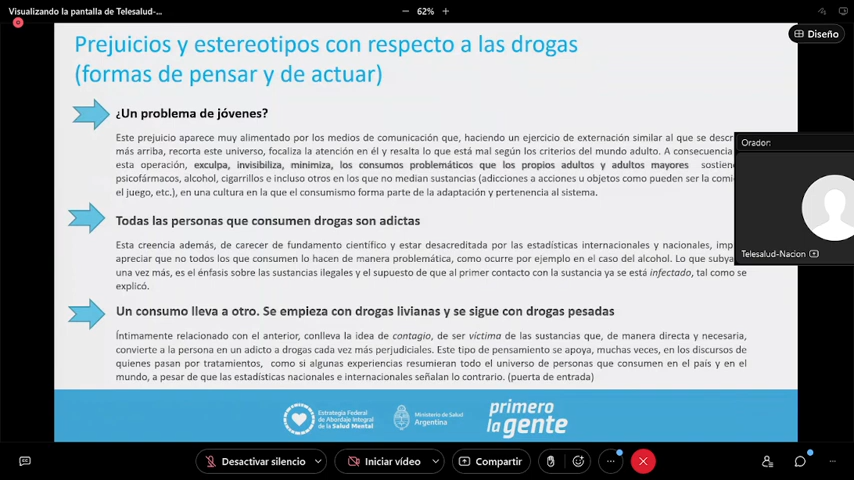 Visualizando la pantalla de Telesalud-...
62%
Diseño
Prejuicios y estereotipos con respecto a las drogas
(formas de pensar y de actuar)
¿Un problema de jóvenes?
Este prejuicio aparece muy alimentado por los medios de comunicación que, haciendo un ejercicio de externación similar al que se descr
más arriba, recorta este universo, focaliza la atención en él y resalta lo que está mal según los criterios del mundo adulto. A consecuencia
esta operación, exculpa, invisibiliza, minimiza, los consumos problemáticos que los propios adultos y adultos mayores sostiene
psicofármacos, alcohol, cigarrillos e incluso otros en los que no median sustancias (adicciones a acciones u objetos como pueden ser la comi
el juego, etc.), en una cultura en la que el consumismo forma parte de la adaptación y pertenencia al sistema.
Orador:
Telesalud-Nacion
Todas las personas que consumen drogas son adictas
Esta creencia además, de carecer de fundamento científico y estar desacreditada por las estadísticas internacionales y nacionales, imp
apreciar que no todos los que consumen lo hacen de manera problemática, como ocurre por ejemplo en el caso del alcohol. Lo que subya
una vez más, es el énfasis sobre las sustancias ilegales y el supuesto de que al primer contacto con la sustancia ya se está infectado, tal como se
explicó.
Un consumo lleva a otro. Se empieza con drogas livianas y se sigue con drogas pesadas
Íntimamente relacionado con el anterior, conlleva la idea de contagio, de ser víctima de las sustancias que, de manera directa y necesaria,
convierte a la persona en un adicto a drogas cada vez más perjudiciales. Este tipo de pensamiento se apoya, muchas veces, en los discursos de
quienes pasan por tratamientos, como si algunas experiencias resumieran todo el universo de personas que consumen en el país y en el
mundo, a pesar de que las estadísticas nacionales e internacionales señalan lo contrario. (puerta de entrada)
Estrategia Federal
de Abordaje Integral
de la Salud Mental
Ministerio de Salud
Argentina
primero
la gente
Desactivar silencio
Iniciar vídeo
Compartir